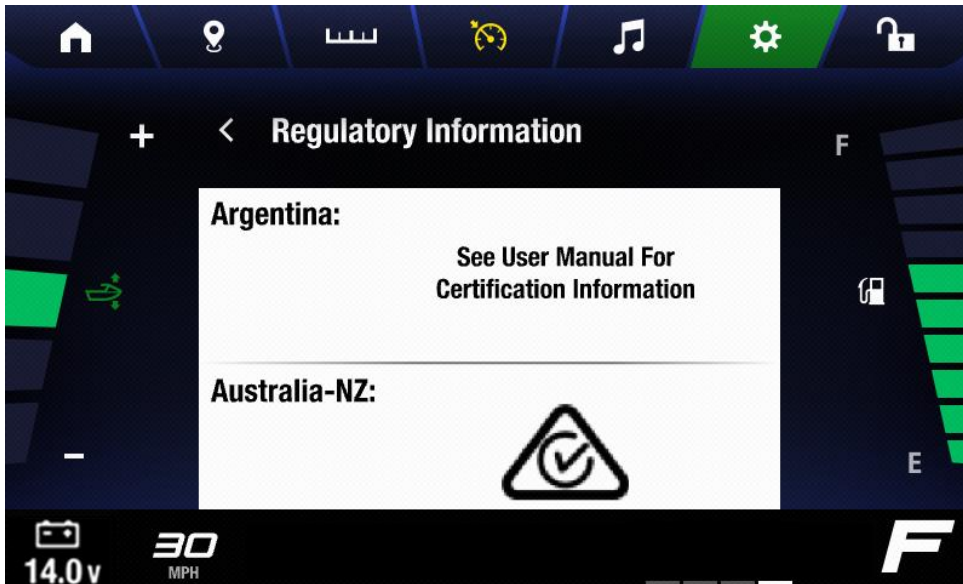 Regulatory Information
+
F
Argentina:
See User Manual For
Certification Information
Australia-NZ:
-
E
14.0 v
30
MPH
F